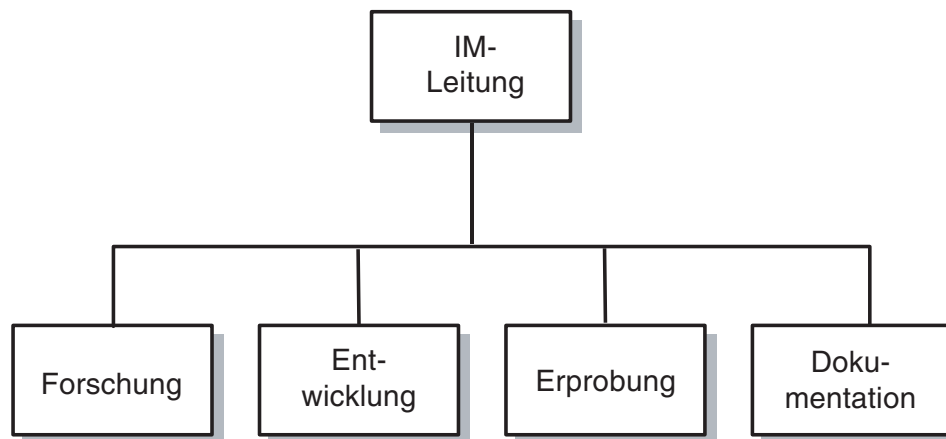 IM-
Leitung
Forschung
Ent-
wicklung
Erprobung
Doku-
mentation